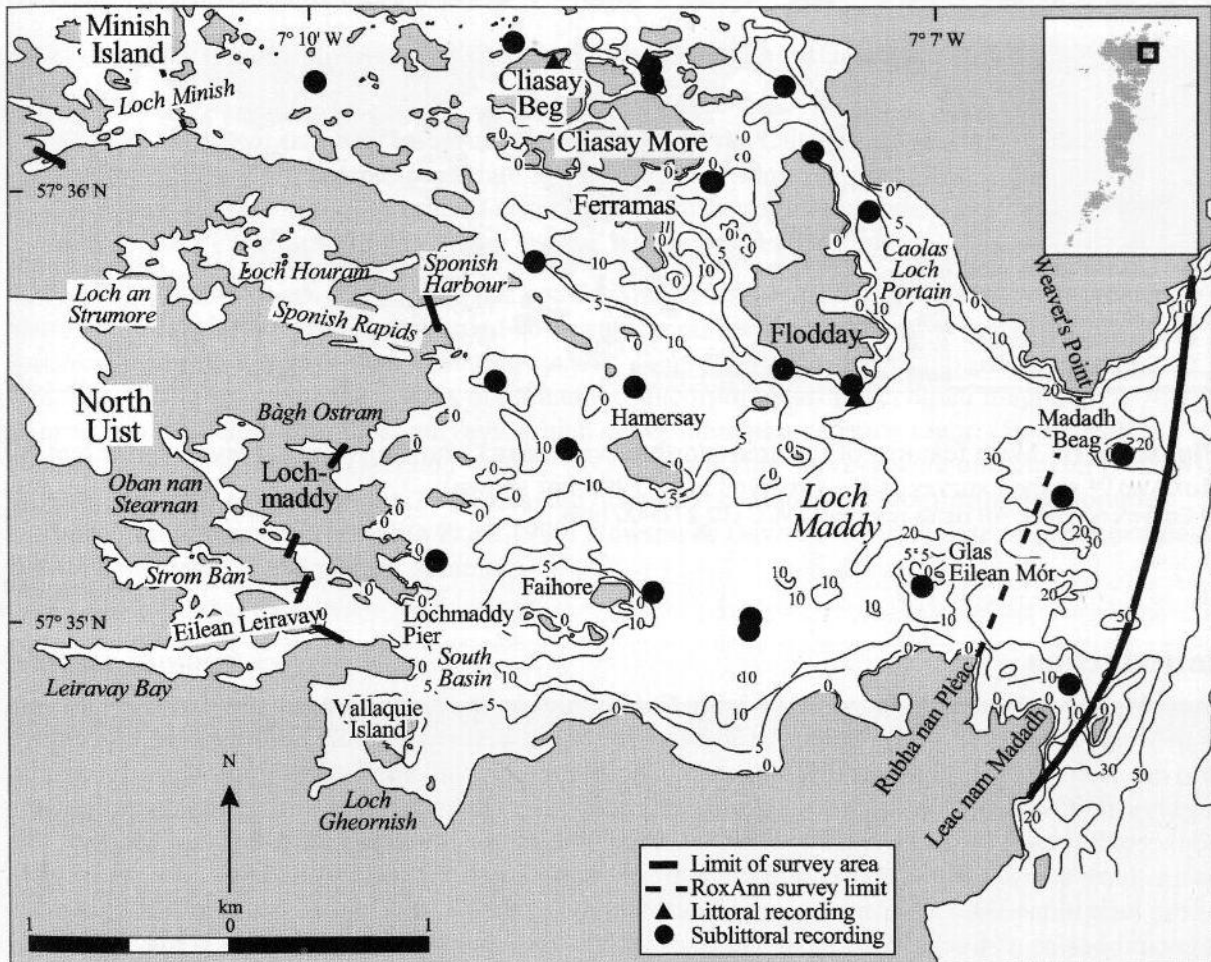 Minish
Island
7° 10' W
7° 7' W
Loch Minish
Cliasay
Beg
Cliasay More
57° 36' N
Ferramas
Loch Houram
Sponish
Harbour
Caolas
Loch
Portain
Loch an
Strumore
Sponish Rapids
Weaver's Point
Flodday
North
Uist
Bàgh Ostram
Hamersay
Madadh
Beag
Loch-
maddy
Oban nan
Stearnan
Loch
Maddy
Glas
Eilean Mór
Strom Bàn
Faihore
57° 35' N
Eilean Leiravay
Lochmaddy
Pier
South
Basin
Leiravay Bay
Vallaquie
Island
Rubha nan Plèac
Leac nam Madadh
N
Loch
Gheornish
km
1 0 1
Limit of survey area
RoxAnn survey limit
Littoral recording
Sublittoral recording